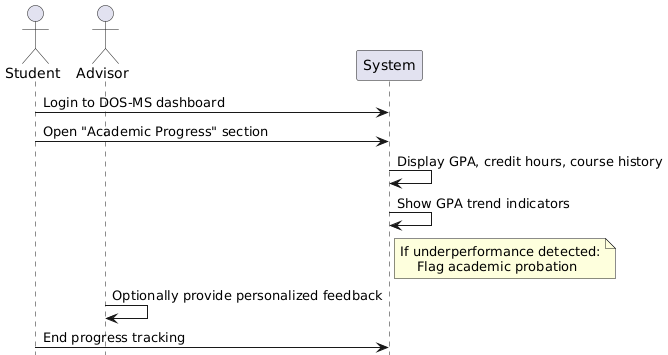 Student
Advisor
System
Login to DOS-MS dashboard
Open "Academic Progress" section
Display GPA, credit hours, course history
Show GPA trend indicators
If underperformance detected:
Flag academic probation
Optionally provide personalized feedback
End progress tracking